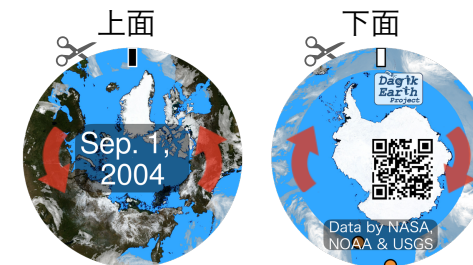 上面
下面
Dagik
Earth
Project
Sep. 1,
2004
Data by NASA,
NOAA & USGS